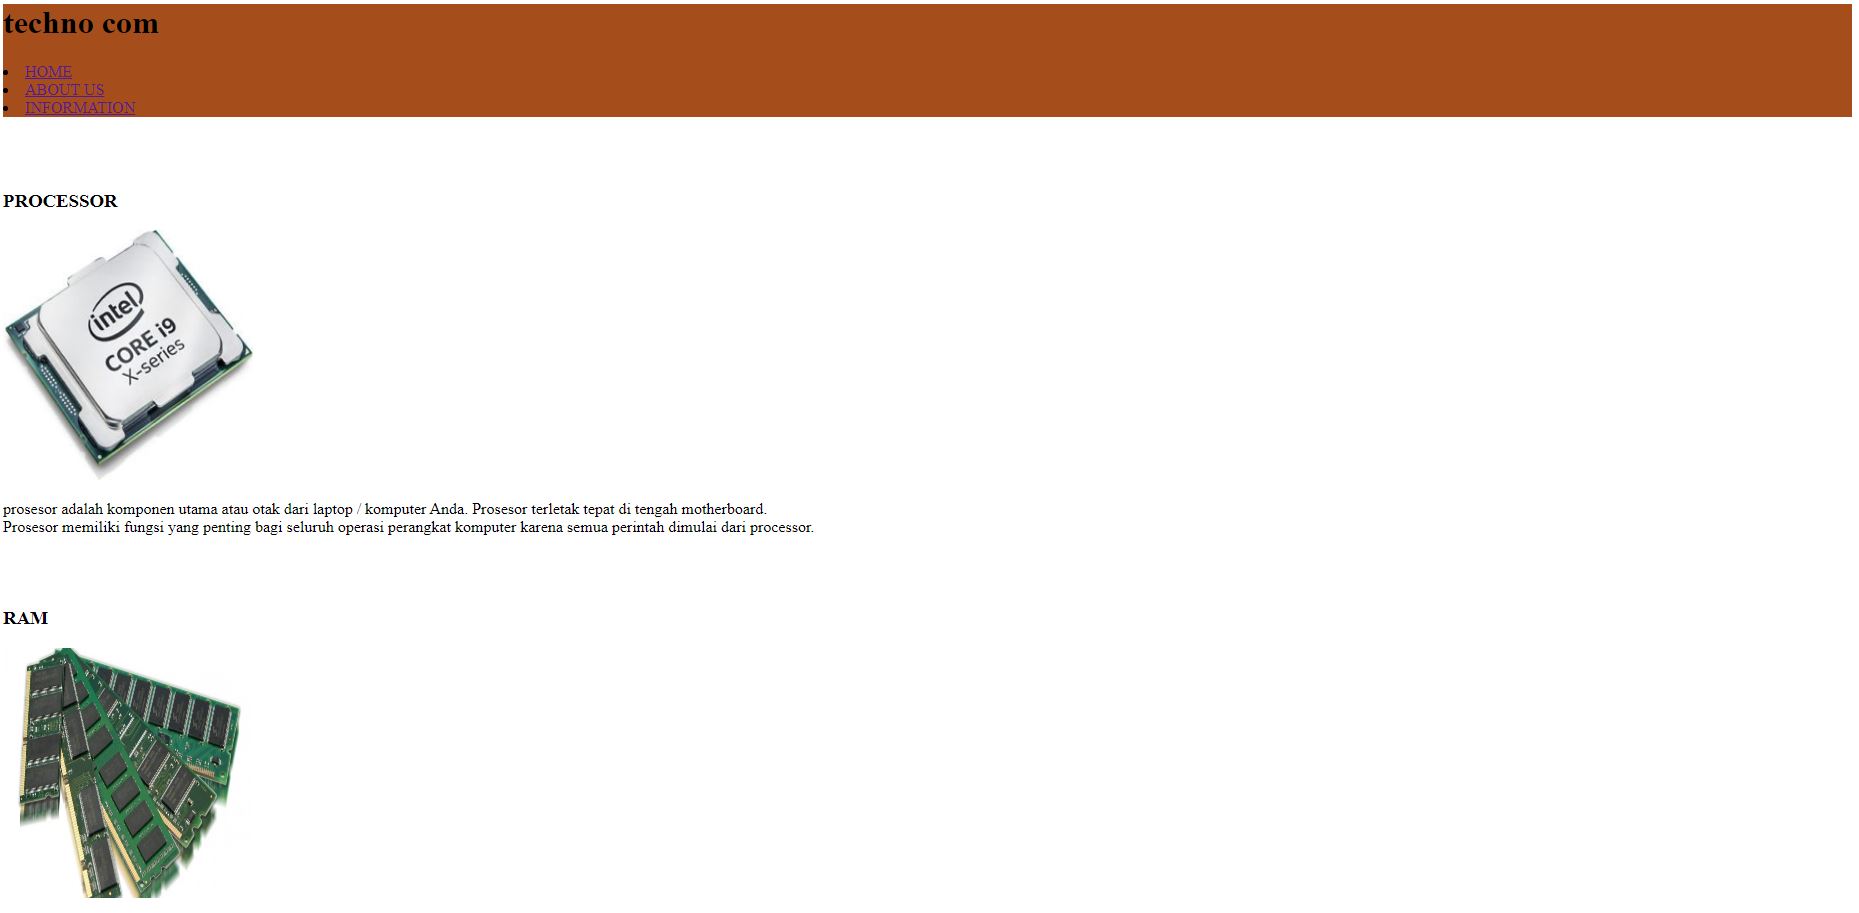 techno com
HOME
ABOUT US
INFORMATION
PROCESSOR
intel
CORE i9
X-series
prosesor adalah komponen utama atau otak dari laptop / komputer Anda. Prosesor terletak tepat di tengah motherboard.
Prosesor memiliki fungsi yang penting bagi seluruh operasi perangkat komputer karena semua perintah dimulai dari processor.
RAM